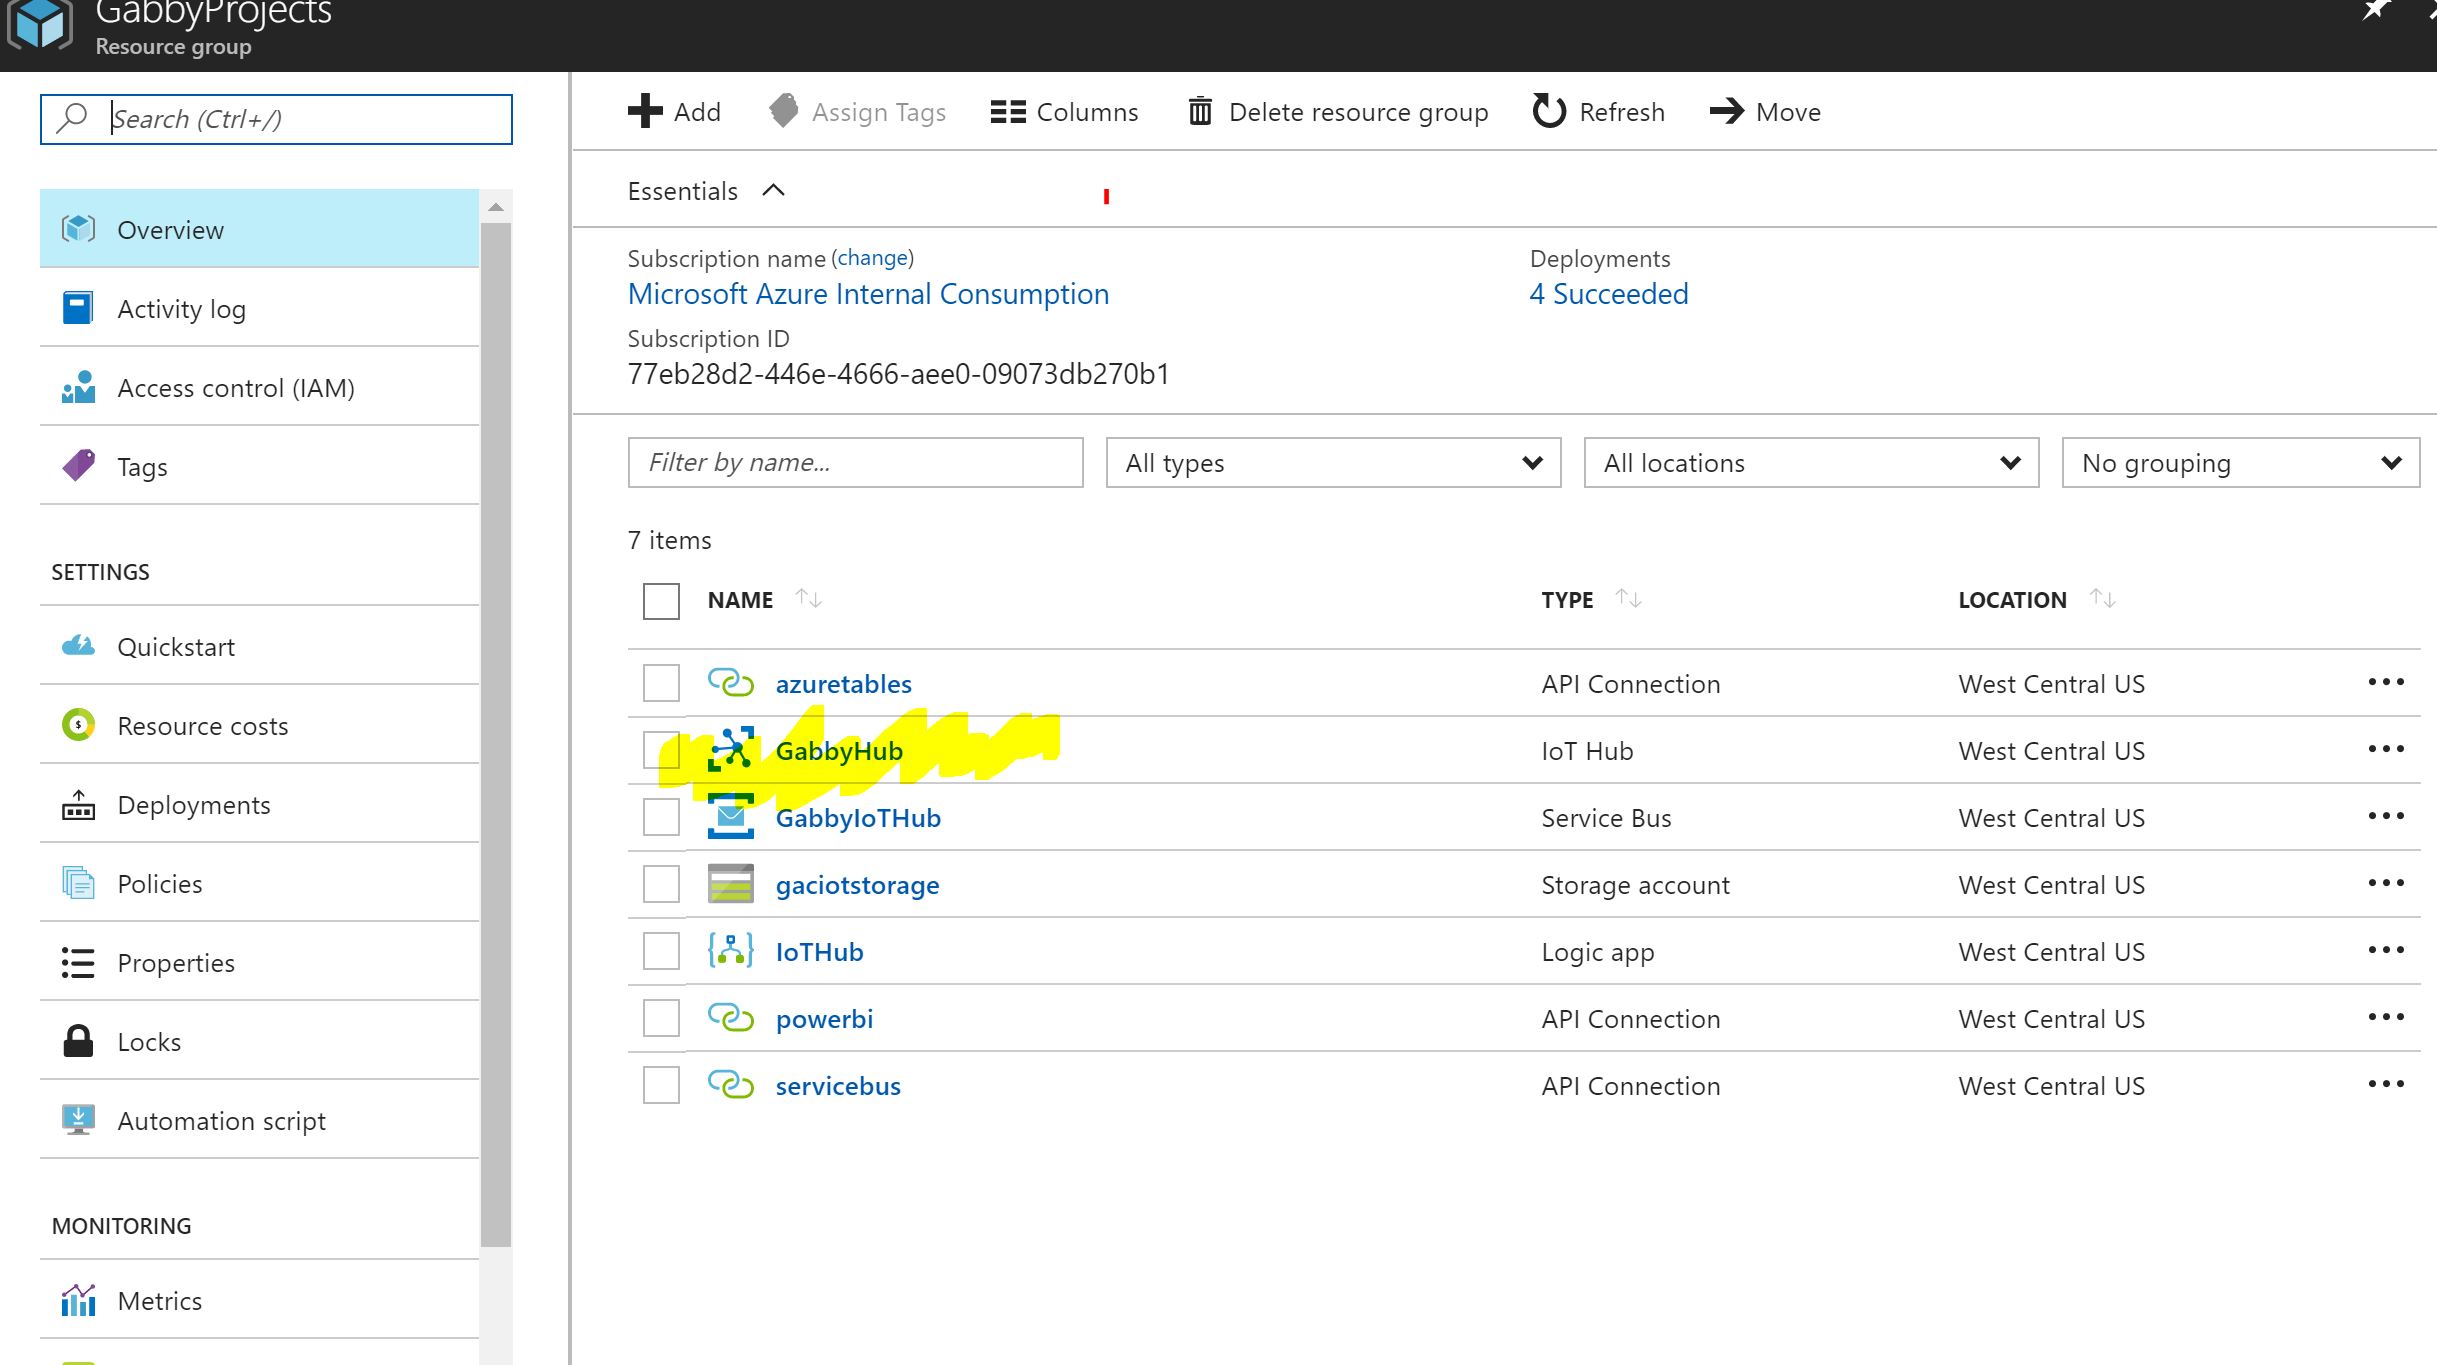 GabbyProjects
Resource group
Search (Ctrl+/)
Overview
Activity log
Access control (IAM)
Tags
SETTINGS
Quickstart
Resource costs
Deployments
Policies
Properties
Locks
Automation script
MONITORING
Metrics
Add
Assign Tags
Columns
Delete resource group
Refresh
Move
Essentials
Subscription name (change)
Microsoft Azure Internal Consumption
Subscription ID
77eb28d2-446e-4666-aee0-09073db270b1
Deployments
4 Succeeded
Filter by name...
All types
All locations
No grouping
7 items
NAME TYPE LOCATION
azuretables API Connection West Central US
GabbyHub IoT Hub West Central US
GabbyIoTHub Service Bus West Central US
gaciotstorage Storage account West Central US
IoTHub Logic app West Central US
powerbi API Connection West Central US
servicebus API Connection West Central US